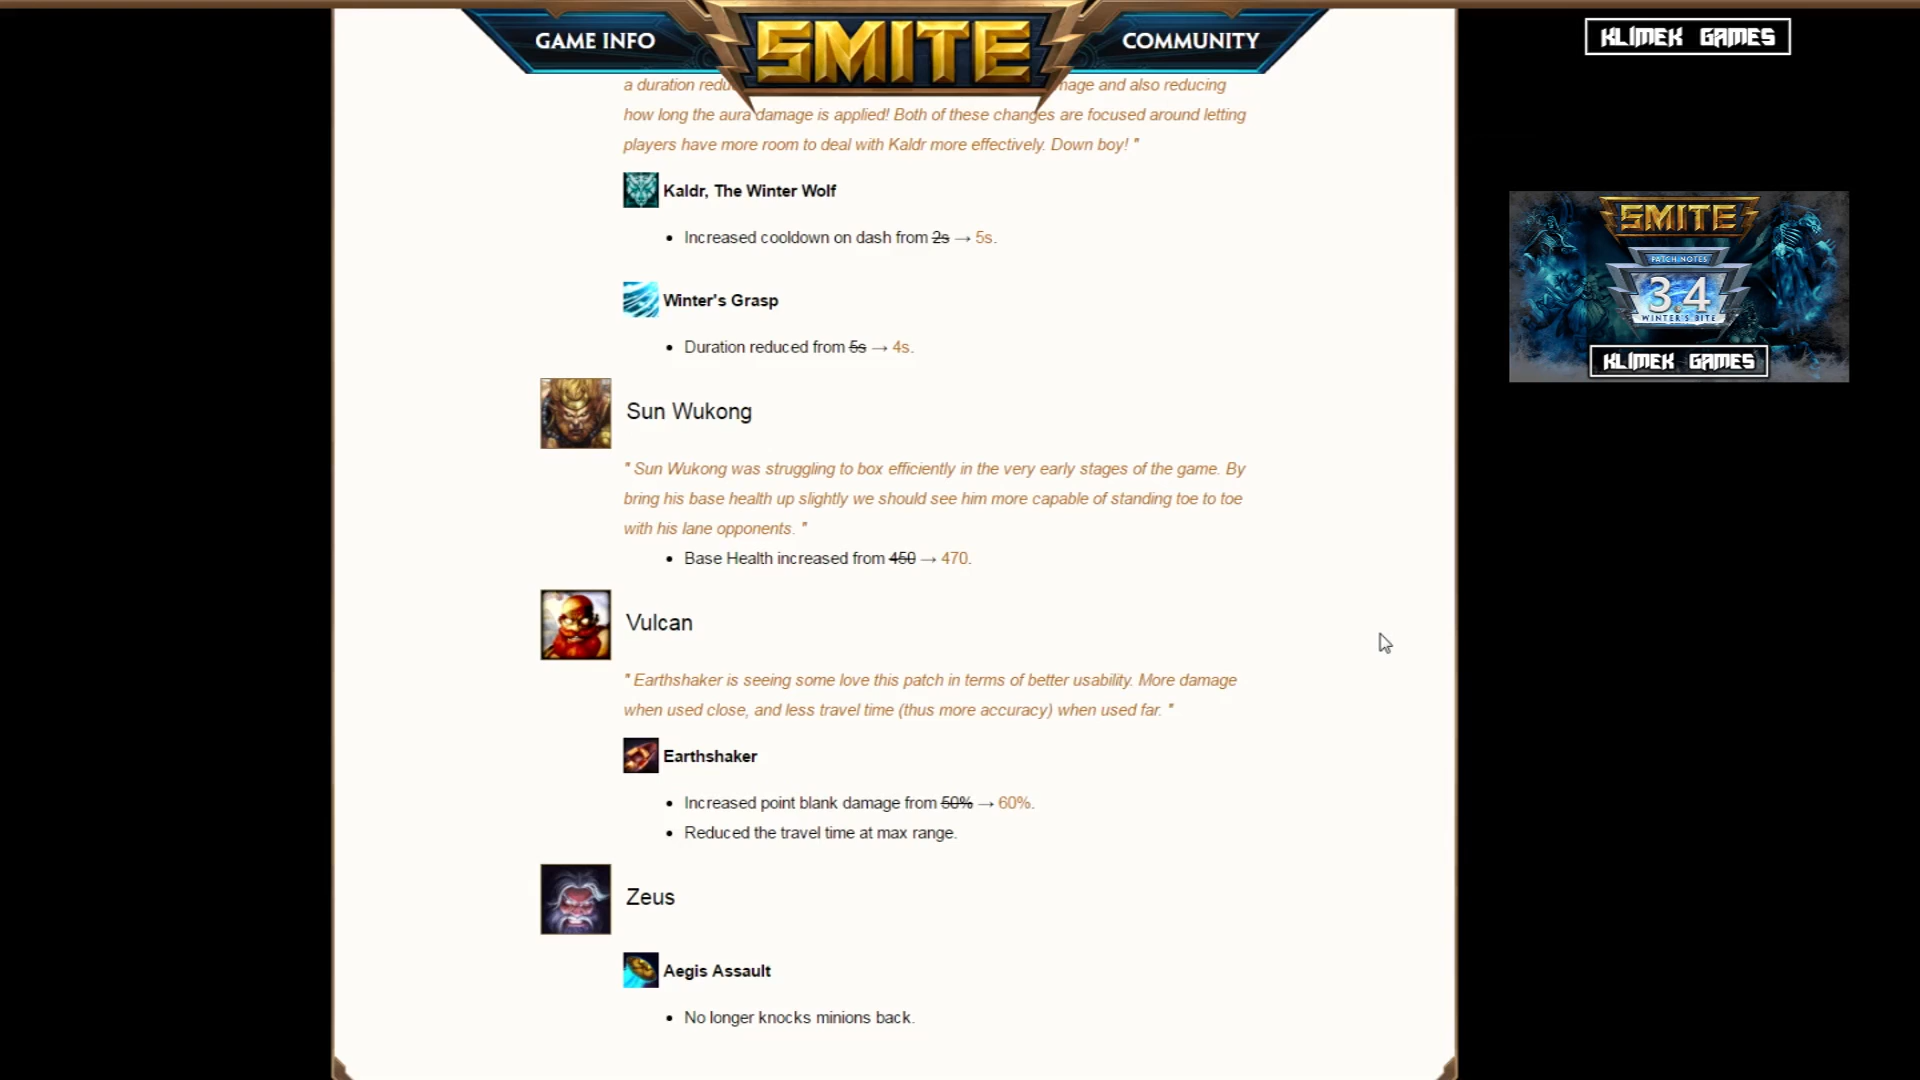 GAME INFO
SMITE
COMMUNITY
KLIMEK GAMES
a duration redu mage and also reducing
how long the aura damage is applied! Both of these changes are focused around letting
players have more room to deal with Kaldr more effectively. Down boy! "
Kaldr, The Winter Wolf
• Increased cooldown on dash from 2s → 5s.
Winter's Grasp
• Duration reduced from 5s → 4s.
Sun Wukong
" Sun Wukong was struggling to box efficiently in the very early stages of the game. By
bring his base health up slightly we should see him more capable of standing toe to toe
with his lane opponents. "
• Base Health increased from 450 → 470.
Vulcan
" Earthshaker is seeing some love this patch in terms of better usability. More damage
when used close, and less travel time (thus more accuracy) when used far. "
Earthshaker
• Increased point blank damage from 50% → 60%.
• Reduced the travel time at max range.
Zeus
Aegis Assault
• No longer knocks minions back.
SMITE
PATCH NOTES
3.4
WINTER'S BITE
KLIMEK GAMES